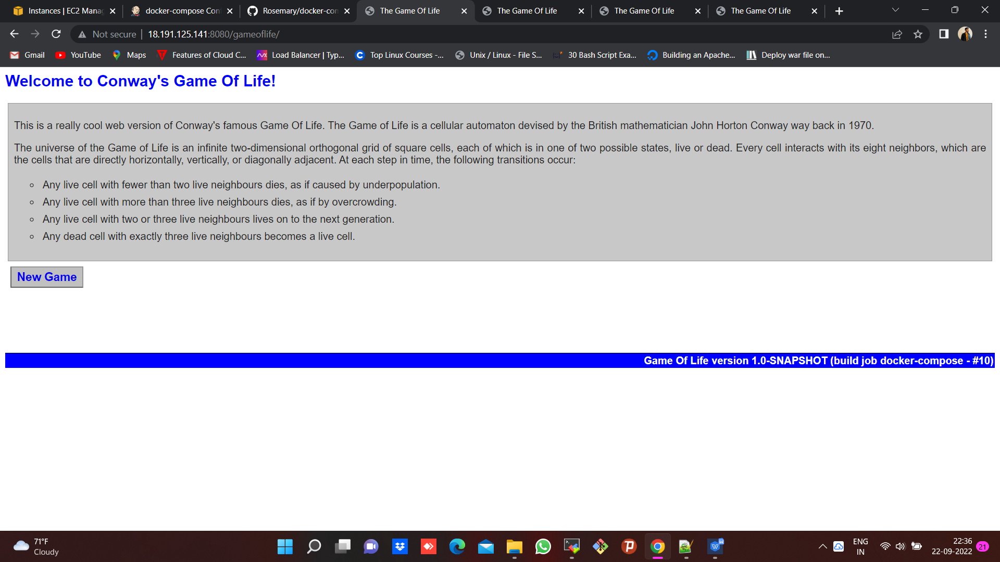 Instances | EC2 Manag
docker-compose Con
Rosemary/docker-com
The Game Of Life
The Game Of Life
The Game Of Life
The Game Of Life
Not secure
18.191.125.141:8080/gameoflife/
Gmail
YouTube
Maps
Features of Cloud C...
Load Balancer | Typ...
Top Linux Courses -...
Unix / Linux - File S...
30 Bash Script Exa...
Building an Apache...
Deploy war file on...
Welcome to Conway's Game Of Life!
This is a really cool web version of Conway's famous Game Of Life. The Game of Life is a cellular automaton devised by the British mathematician John Horton Conway way back in 1970.
The universe of the Game of Life is an infinite two-dimensional orthogonal grid of square cells, each of which is in one of two possible states, live or dead. Every cell interacts with its eight neighbors, which are
the cells that are directly horizontally, vertically, or diagonally adjacent. At each step in time, the following transitions occur:
Any live cell with fewer than two live neighbours dies, as if caused by underpopulation.
Any live cell with more than three live neighbours dies, as if by overcrowding.
Any live cell with two or three live neighbours lives on to the next generation.
Any dead cell with exactly three live neighbours becomes a live cell.
New Game
Game Of Life version 1.0-SNAPSHOT (build job docker-compose - #10)
71°F
Cloudy
ENG
IN
22:36
22-09-2022
21